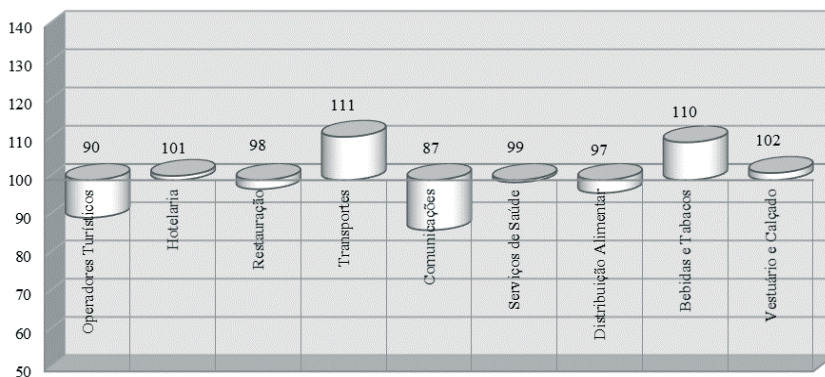 140
130
120
110
100
90
80
70
60
50
90
101
98
111
87
99
97
110
102
Operadores Turísticos
Hotelaria
Restauração
Transportes
Comunicações
Serviços de Saúde
Distribuição Alimentar
Bebidas e Tabacos
Vestuário e Calçado